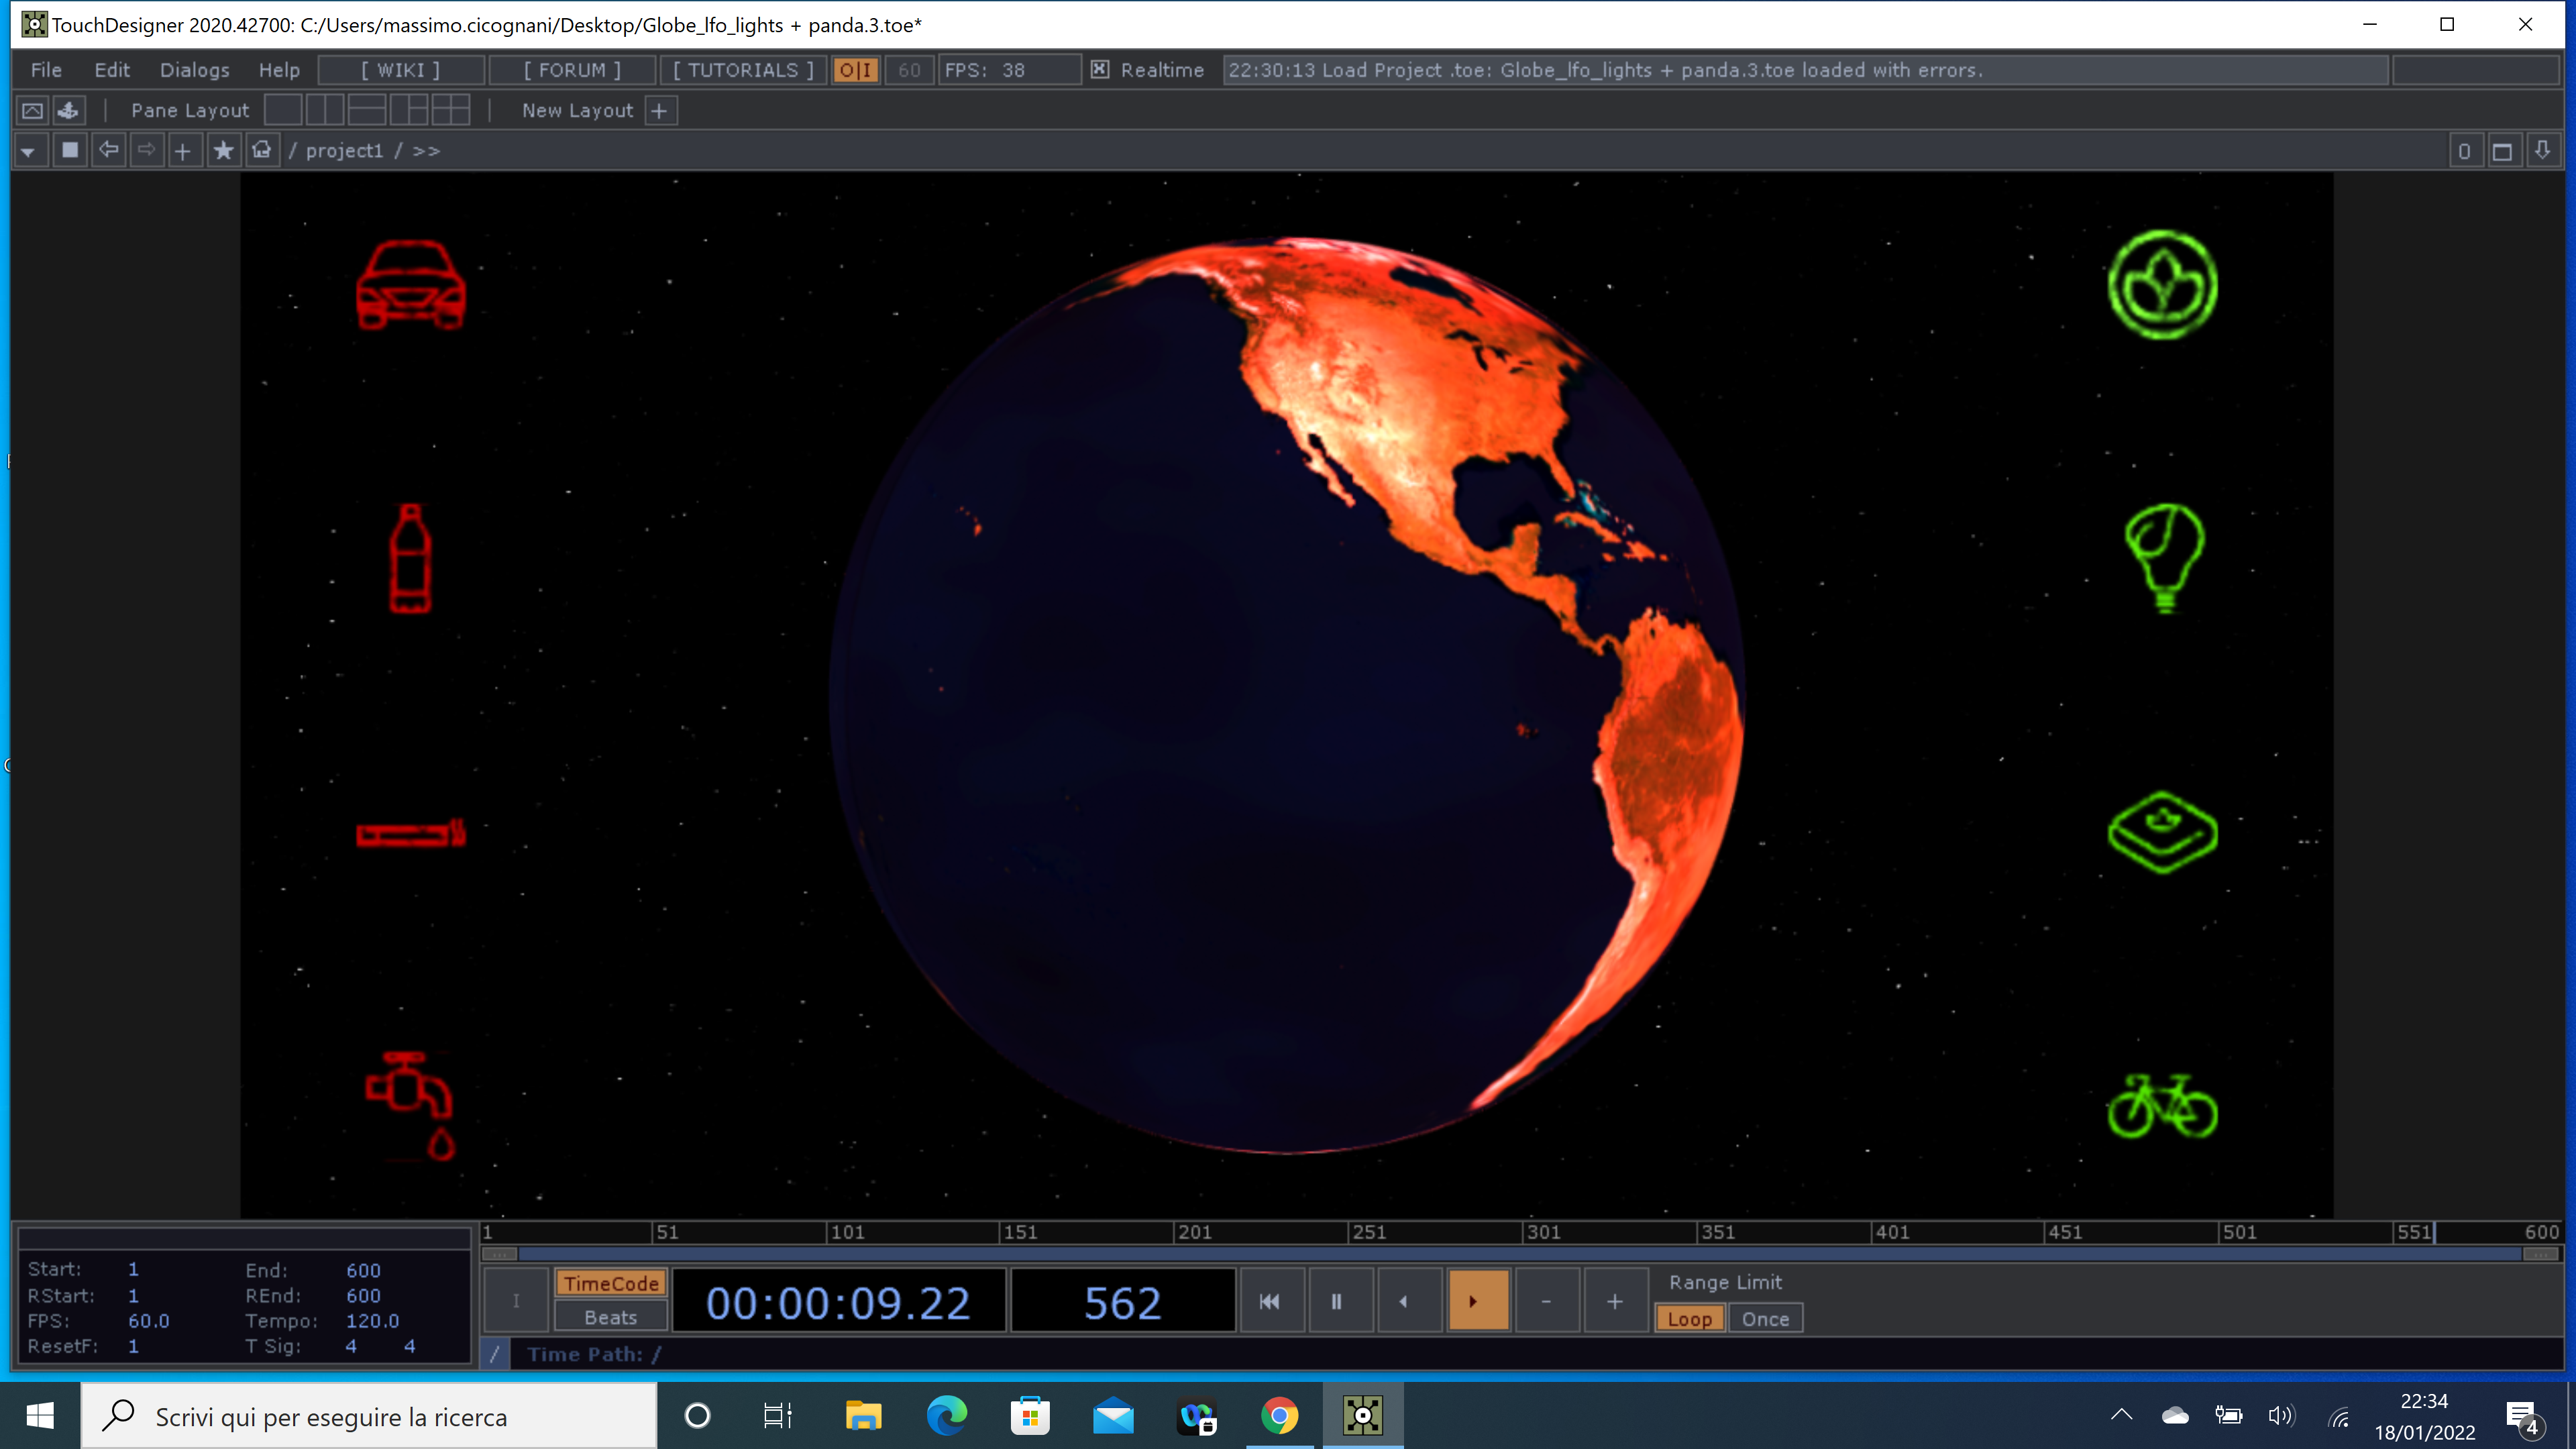 TouchDesigner 2020.42700: C:/Users/massimo.cicognani/Desktop/Globe_lfo_lights + panda.3.toe*
File Edit Dialogs Help [ WIKI ] [ FORUM ] [ TUTORIALS ] O|I 60 FPS: 38 Realtime 22:30:13 Load Project .toe: Globe_lfo_lights + panda.3.toe loaded with errors.
Pane Layout New Layout +
/ project1 / >> 0
1 51 101 151 201 251 301 351 401 451 501 551 600
Start: 1 End: 600
RStart: 1 REnd: 600
FPS: 60.0 Tempo: 120.0
ResetF: 1 T Sig: 4 4
I TimeCode 00:00:09.22 562 - + Range Limit
Beats Loop Once
/ Time Path: /
Scrivi qui per eseguire la ricerca
22:34
18/01/2022
4